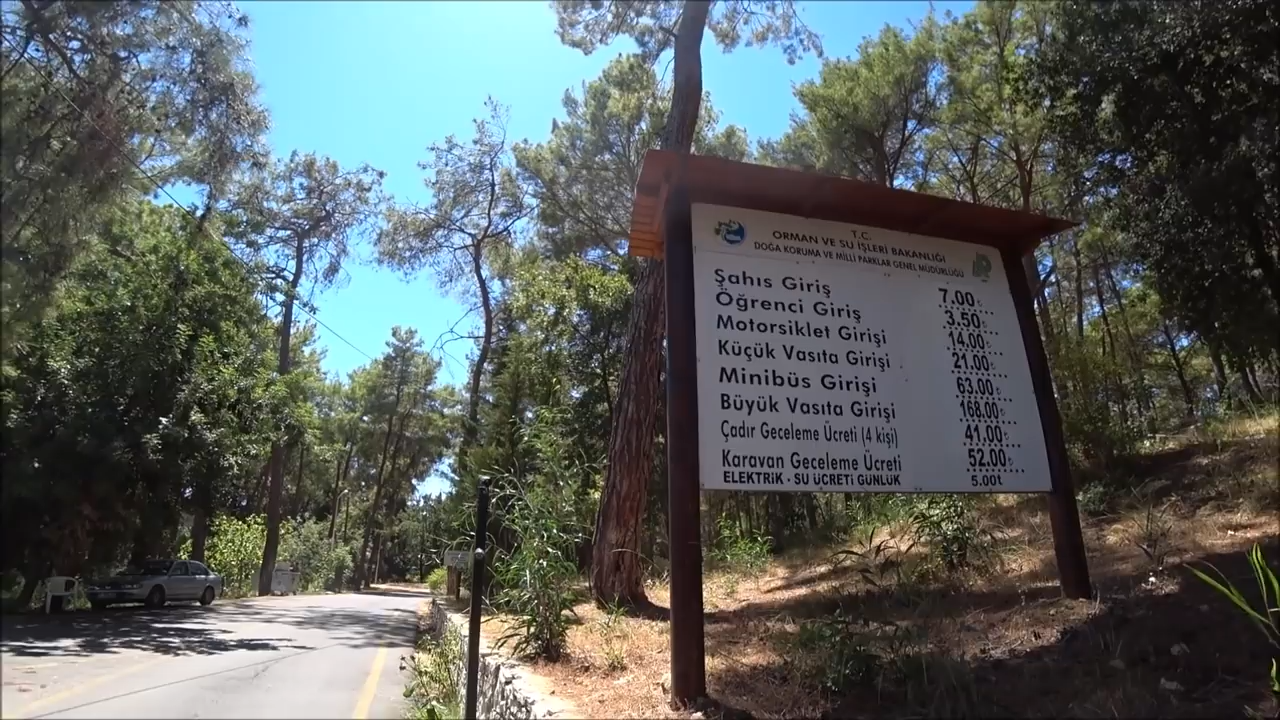 T.C.
ORMAN VE SU İŞLERİ BAKANLIĞI
DOĞA KORUMA VE MİLLİ PARKLAR GENEL MÜDÜRLÜĞÜ
Şahıs Giriş 7.00₺
Öğrenci Giriş 3.50₺
Motorsiklet Girişi 14.00₺
Küçük Vasıta Girişi 21.00₺
Minibüs Girişi 63.00₺
Büyük Vasıta Girişi 168.00₺
Çadır Geceleme Ücreti (4 kişi) 41.00₺
Karavan Geceleme Ücreti 52.00₺
ELEKTRİK - SU ÜCRETİ GÜNLÜK 5.00t